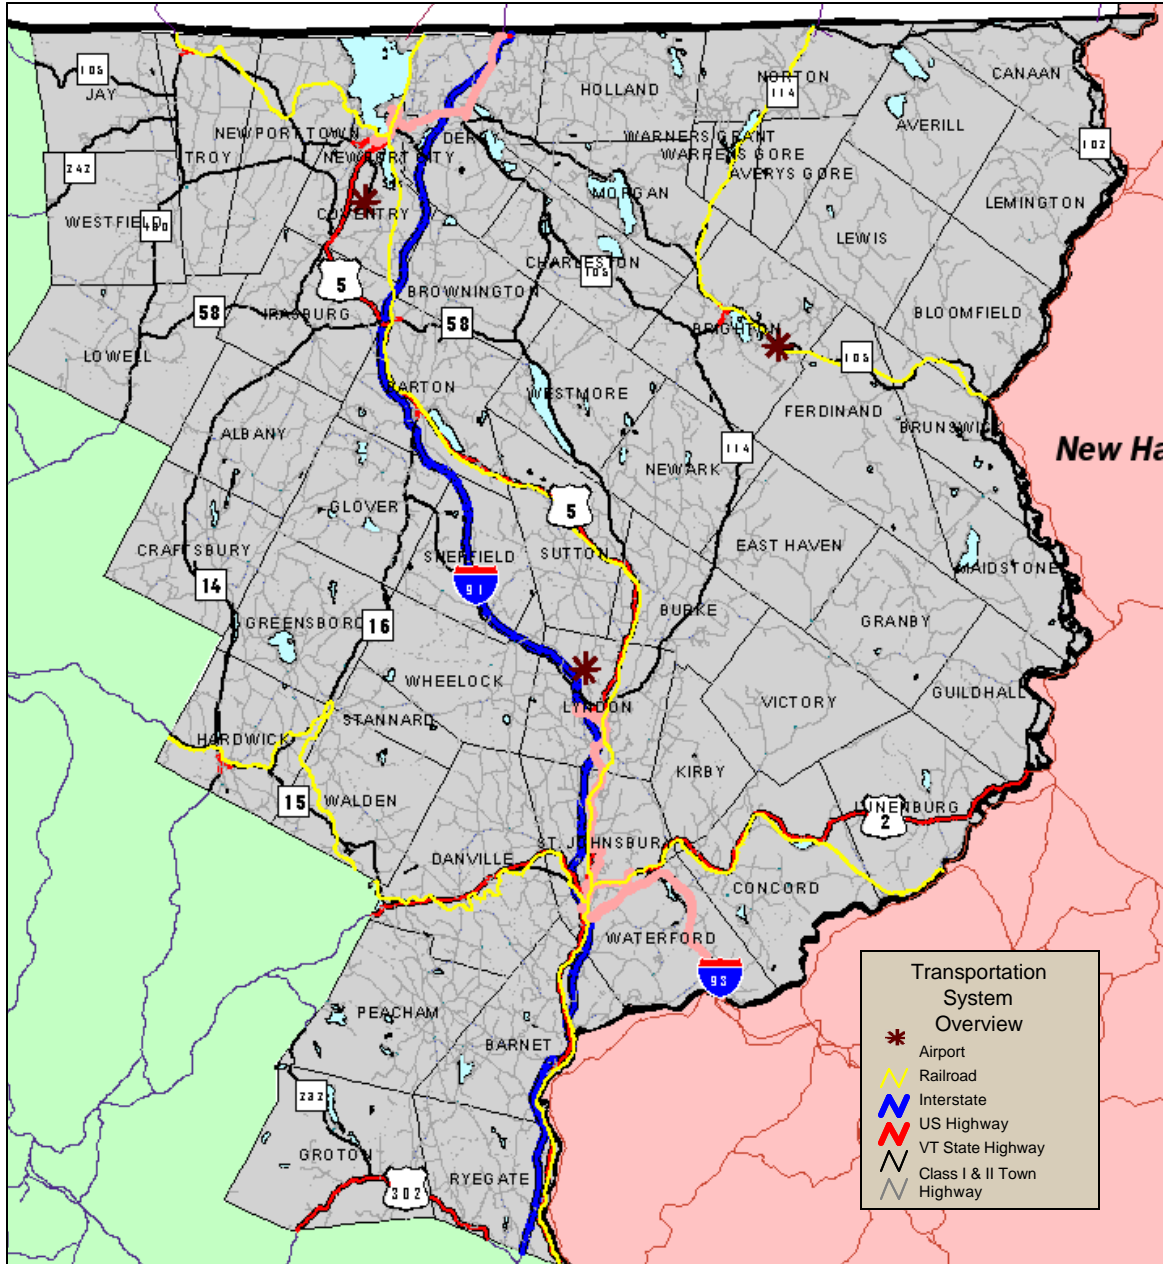 105
JAY
HOLLAND
NORTON
114
CANAAN
NEWPORT TOWN
DER
AVERILL
WARNERS GRANT
102
242
TROY
NEWPORT CITY
WARRENS GORE
AVERYS GORE
MORGAN
LEMINGTON
WESTFIE
COVENTRY
LEWIS
CHARLESTON
105
5
BROWNINGTON
58
IRASBURG
58
BRIGHTON
BLOOMFIELD
LOWELL
105
BARTON
WESTMORE
FERDINAND
BRUNSWIC
ALBANY
114
New Ha
NEWARK
GLOVER
5
CRAFTSBURY
SHEFFIELD
SUTTON
EAST HAVEN
MAIDSTONE
14
91
BURKE
GREENSBORO
16
GRANBY
WHEELOCK
GUILDHALL
STANNARD
LYNDON
VICTORY
HARDWICK
KIRBY
15
WALDEN
LUNENBURG
2
ST. JOHNSBURY
DANVILLE
CONCORD
WATERFORD
93
PEACHAM
BARNET
232
GROTON
RYEGATE
302
Transportation
System
Overview
Airport
Railroad
Interstate
US Highway
VT State Highway
Class I & II Town
Highway